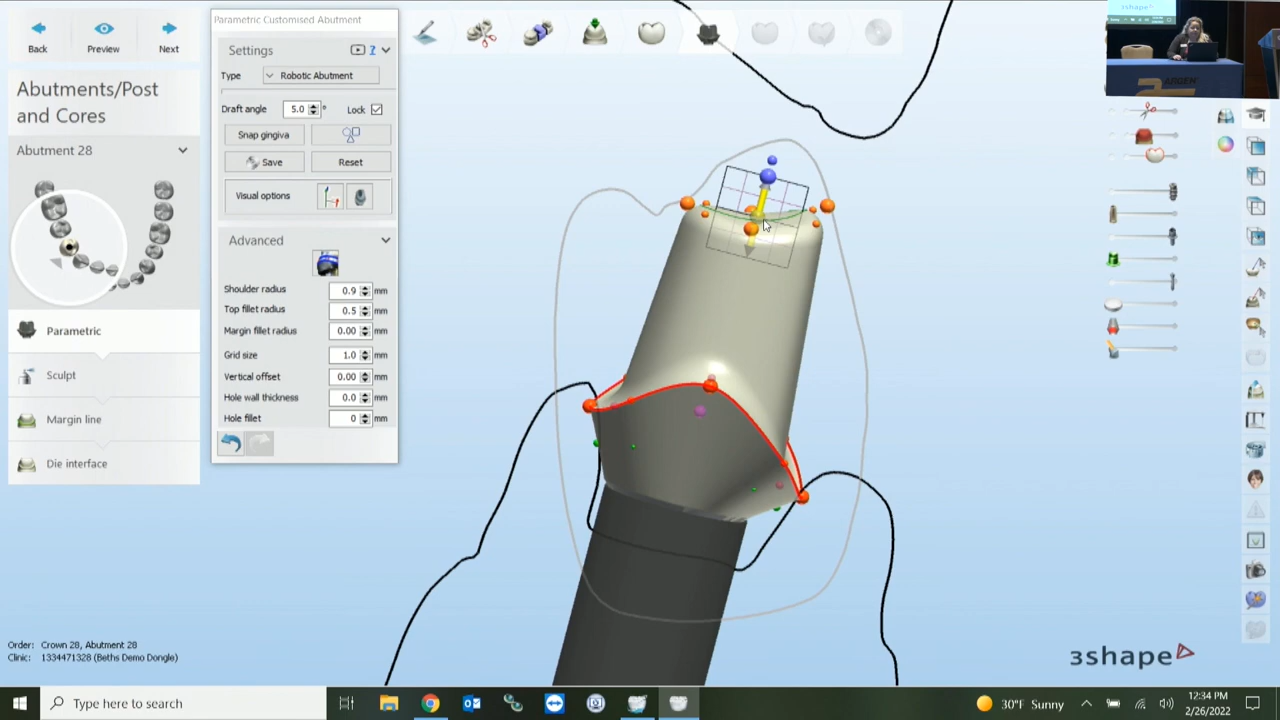 Back
Preview
Next
Abutments/Post
and Cores
Abutment 28
Parametric
Sculpt
Margin line
Die interface
Parametric Customised Abutment
Settings
?
Type
Robotic Abutment
Draft angle
5.0
°
Lock
Snap gingiva
Save
Reset
Visual options
Advanced
Shoulder radius
0.9
mm
Top fillet radius
0.5
mm
Margin fillet radius
0.00
mm
Grid size
1.0
mm
Vertical offset
0.00
mm
Hole wall thickness
0.0
mm
Hole fillet
0
mm
Order: Crown 28, Abutment 28
Clinic: 1334471328 (Beths Demo Dongle)
3shape
3shape
ARGEN
Type here to search
30°F Sunny
12:34 PM
2/26/2022